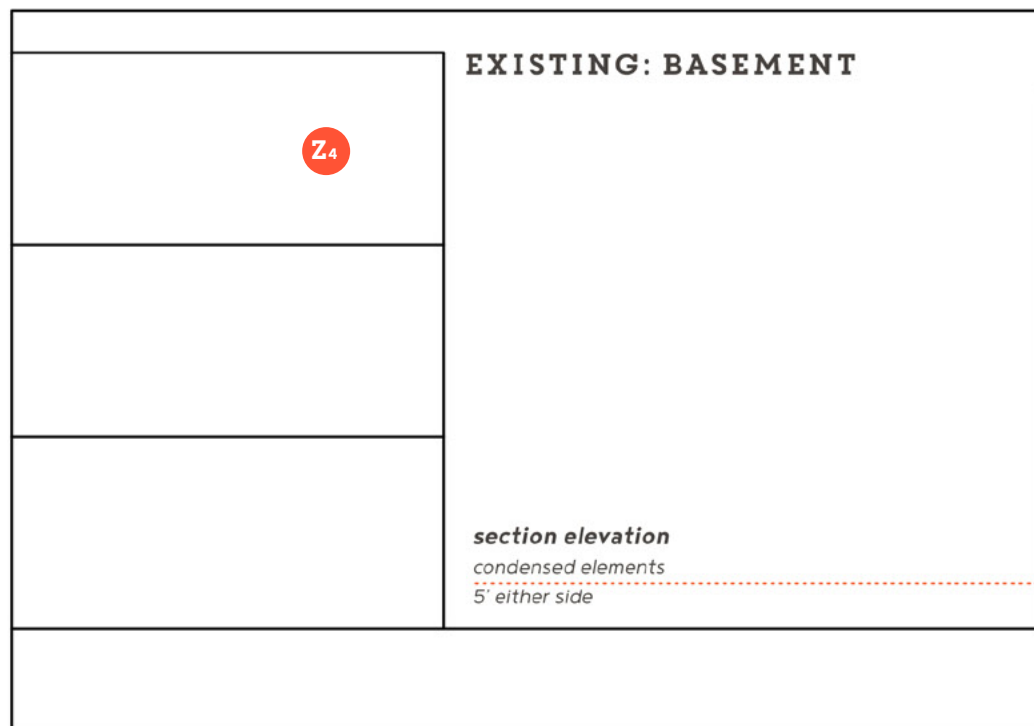 EXISTING: BASEMENT
Z4
section elevation
condensed elements
5' either side